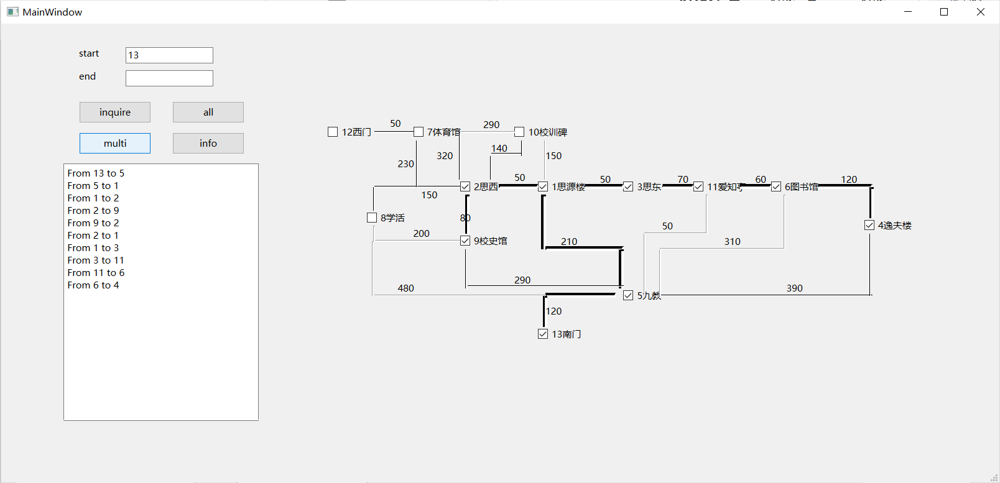 MainWindow
start
13
end
inquire
all
multi
info
From 13 to 5
From 5 to 1
From 1 to 2
From 2 to 9
From 9 to 2
From 2 to 1
From 1 to 3
From 3 to 11
From 11 to 6
From 6 to 4
12西门
50
7体育馆
290
10校训碑
230
320
140
150
2思西
50
1思源楼
50
3思东
70
11爱知亭
60
6图书馆
120
150
8学活
80
4逸夫楼
200
9校史馆
210
50
310
290
480
5九教
390
120
13南门